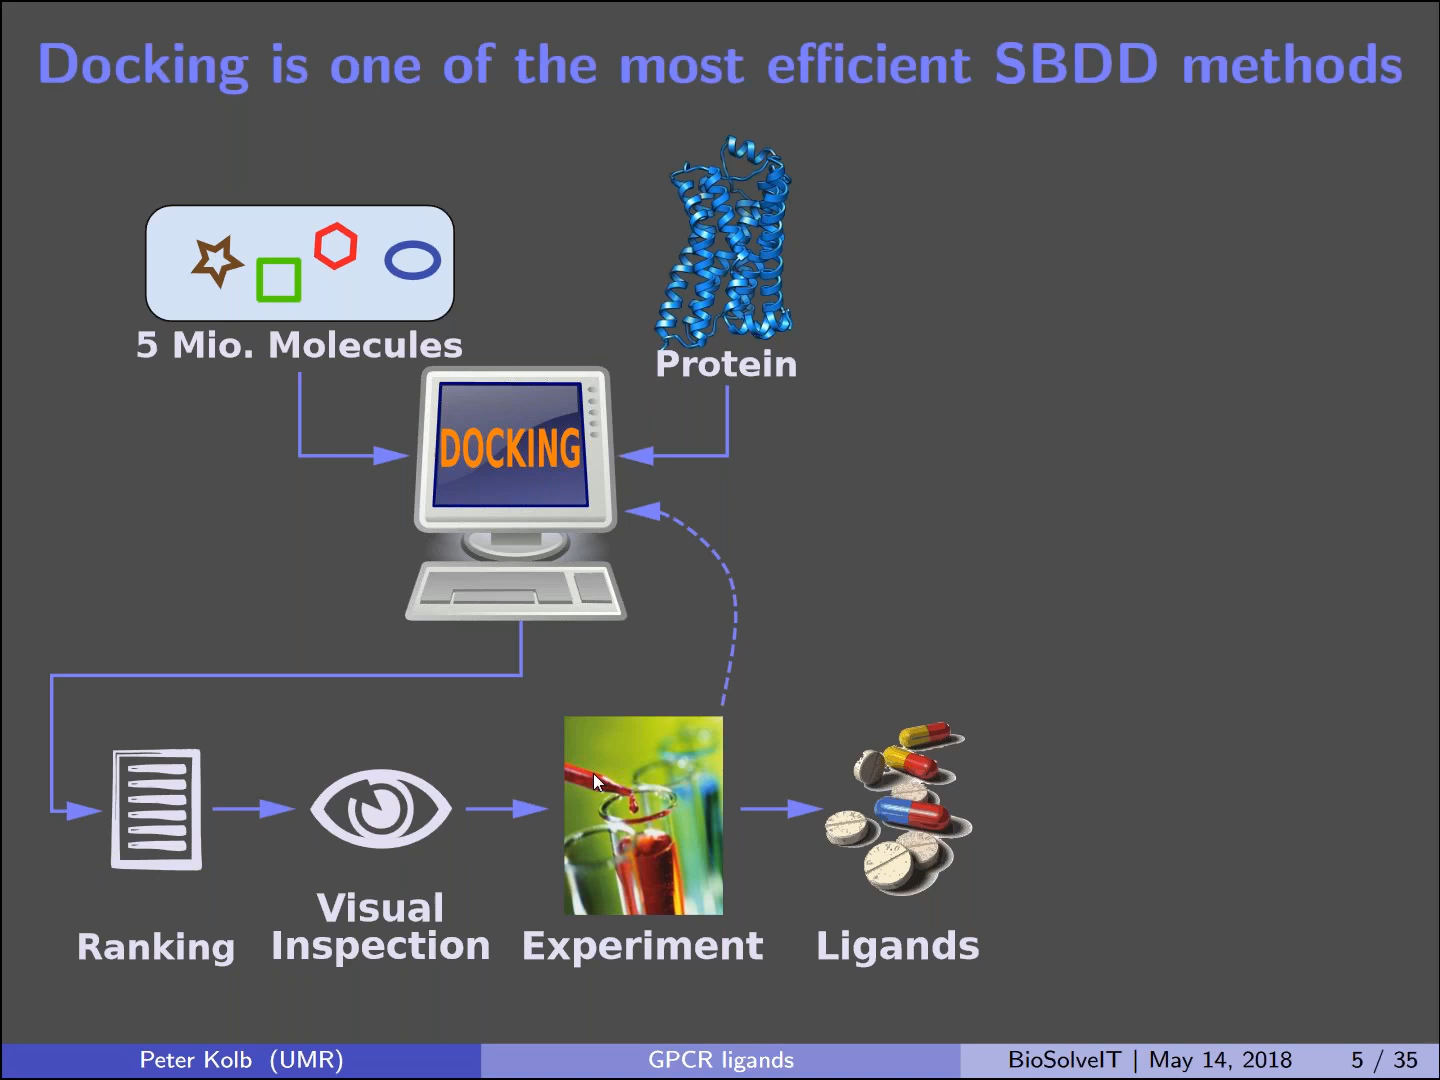 Docking is one of the most efficient SBDD methods
5 Mio. Molecules
Protein
DOCKING
Ranking
Visual
Inspection
Experiment
Ligands
Peter Kolb (UMR)
GPCR ligands
BioSolveIT | May 14, 2018
5 / 35